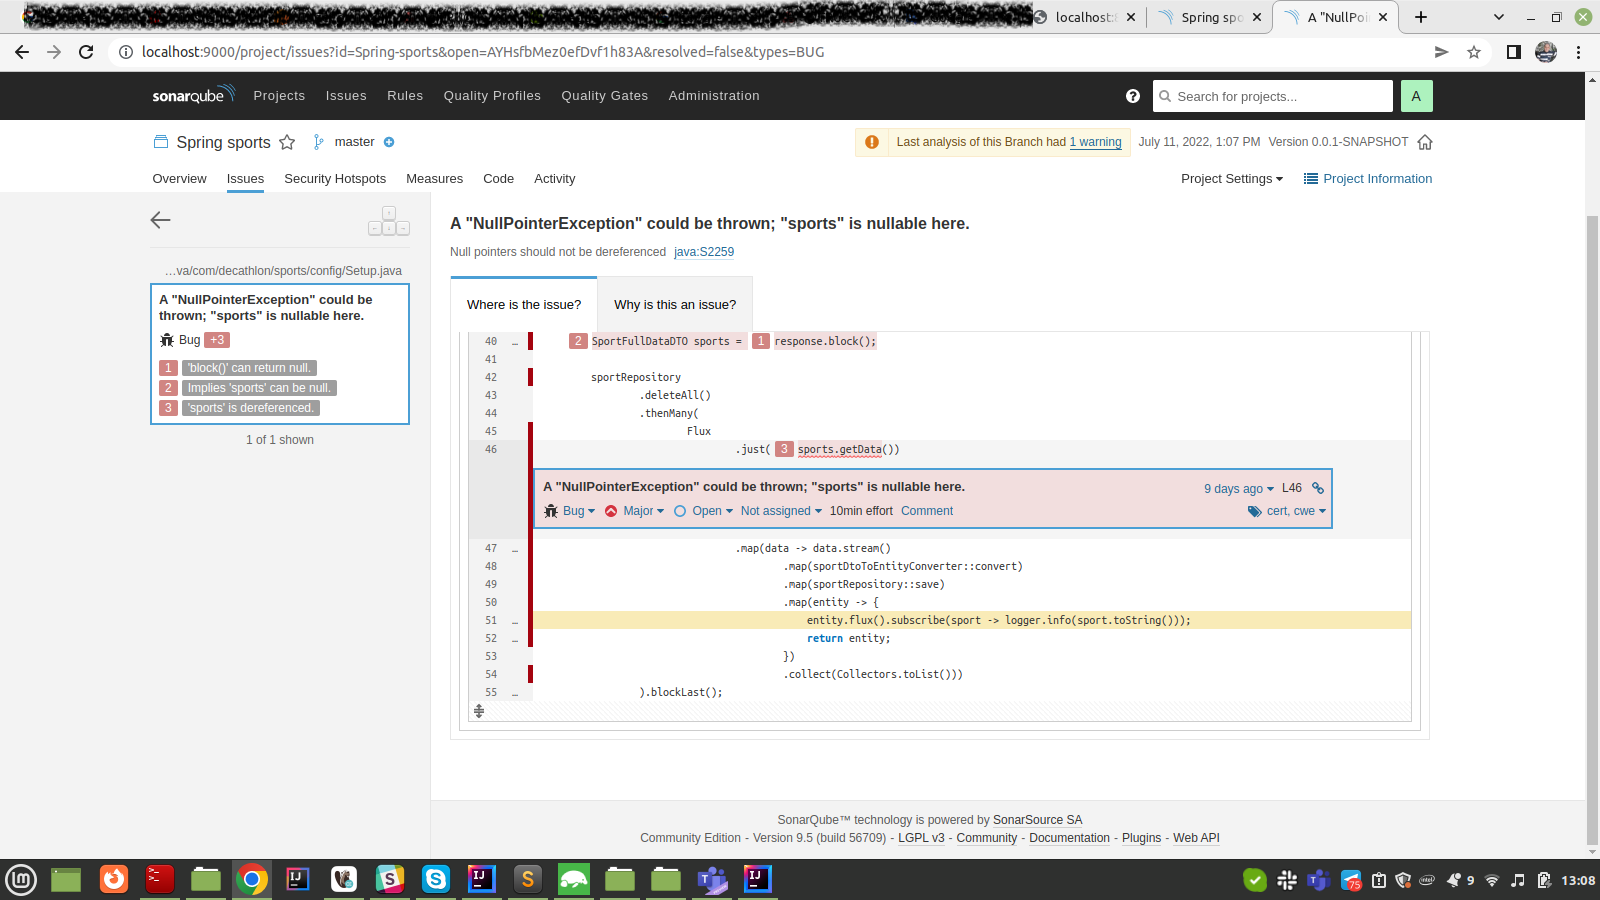 localhost:8
Spring spo
A "NullPoi
localhost:9000/project/issues?id=Spring-sports&open=AYHsfbMez0efDvf1h83A&resolved=false&types=BUG
sonarqube Projects Issues Rules Quality Profiles Quality Gates Administration
Search for projects...
A
Spring sports master
Last analysis of this Branch had 1 warning July 11, 2022, 1:07 PM Version 0.0.1-SNAPSHOT
Overview Issues Security Hotspots Measures Code Activity Project Settings Project Information
…va/com/decathlon/sports/config/Setup.java
A "NullPointerException" could be
thrown; "sports" is nullable here.
Bug +3
1 'block()' can return null.
2 Implies 'sports' can be null.
3 'sports' is dereferenced.
1 of 1 shown
A "NullPointerException" could be thrown; "sports" is nullable here.
Null pointers should not be dereferenced java:S2259
Where is the issue? Why is this an issue?
40 … 2 SportFullDataDTO sports = 1 response.block();
41
42 sportRepository
43 .deleteAll()
44 .thenMany(
45 Flux
46 .just( 3 sports.getData())
A "NullPointerException" could be thrown; "sports" is nullable here. 9 days ago L46
Bug Major Open Not assigned 10min effort Comment cert, cwe
47 … .map(data -> data.stream()
48 .map(sportDtoToEntityConverter::convert)
49 .map(sportRepository::save)
50 .map(entity -> {
51 … entity.flux().subscribe(sport -> logger.info(sport.toString()));
52 … return entity;
53 })
54 .collect(Collectors.toList()))
55 … ).blockLast();
SonarQube™ technology is powered by SonarSource SA
Community Edition - Version 9.5 (build 56709) - LGPL v3 - Community - Documentation - Plugins - Web API
75 9 13:08